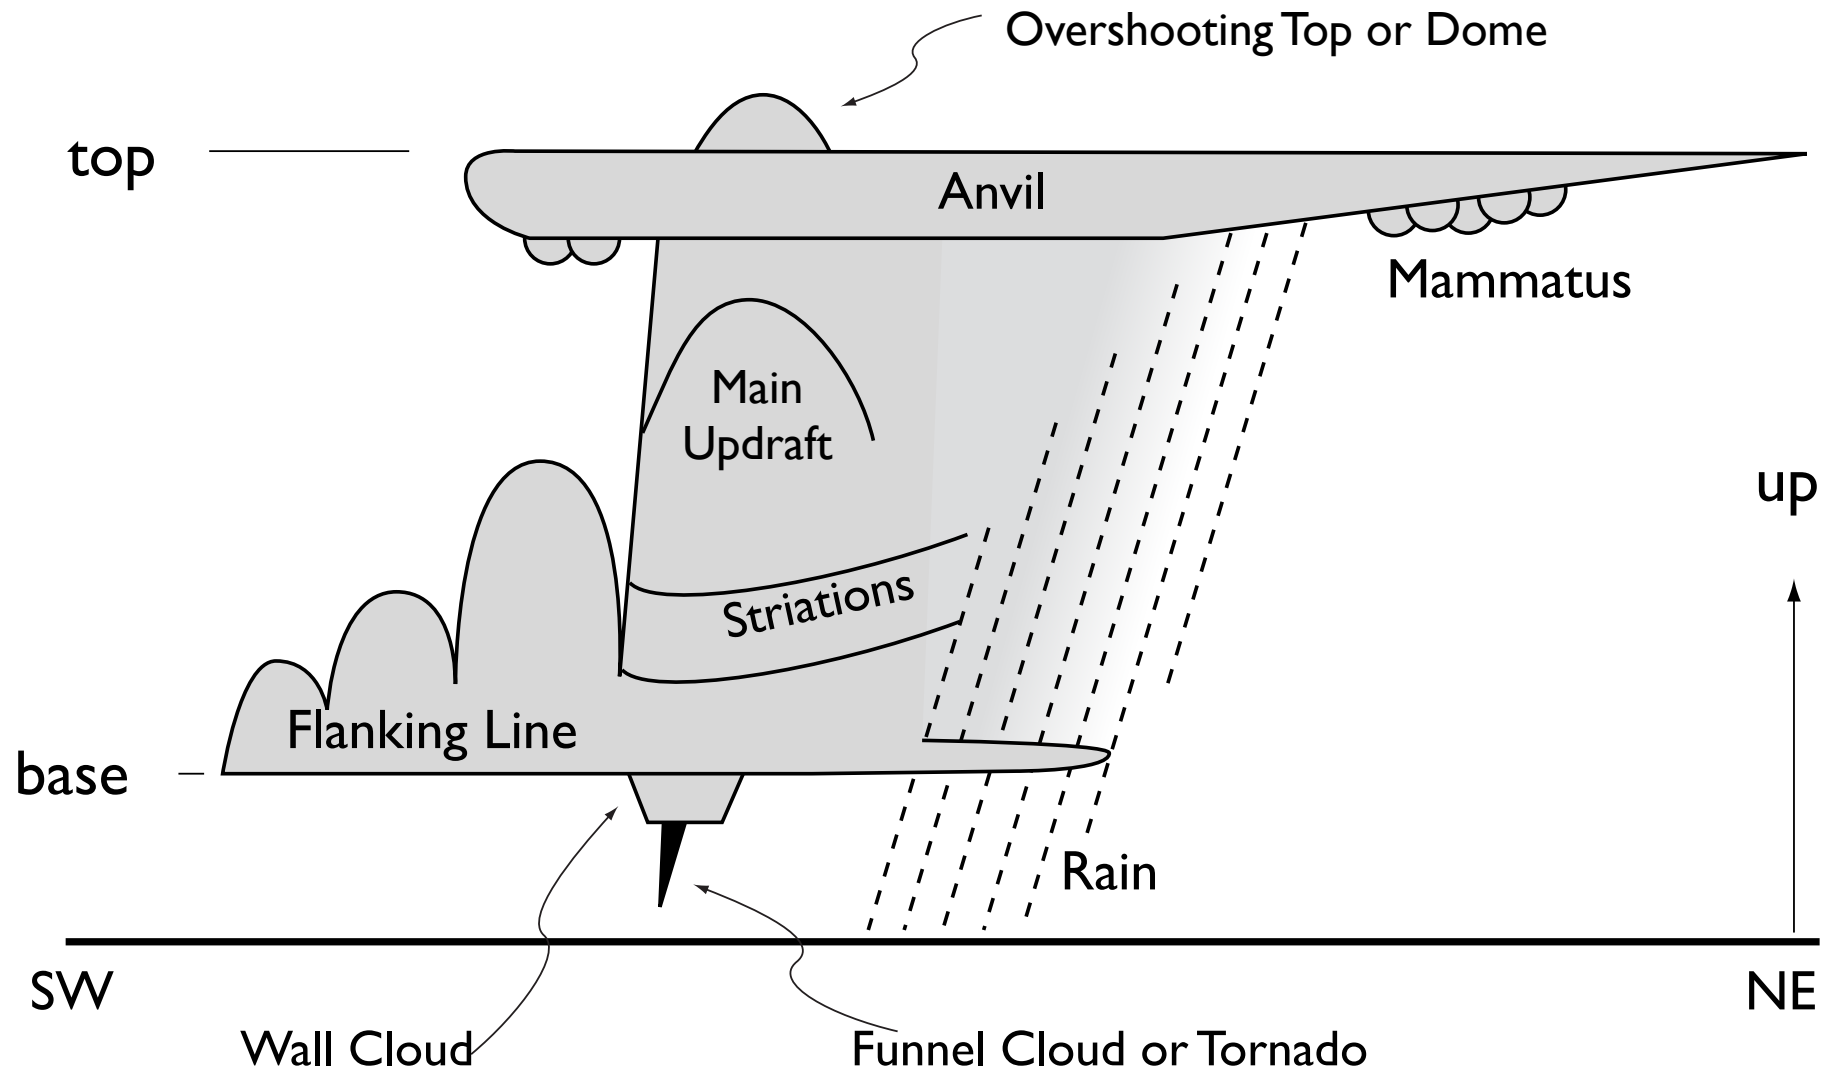 Overshooting Top or Dome
top
Anvil
Mammatus
Main
Updraft
up
Striations
Flanking Line
base
Rain
SW
NE
Wall Cloud
Funnel Cloud or Tornado